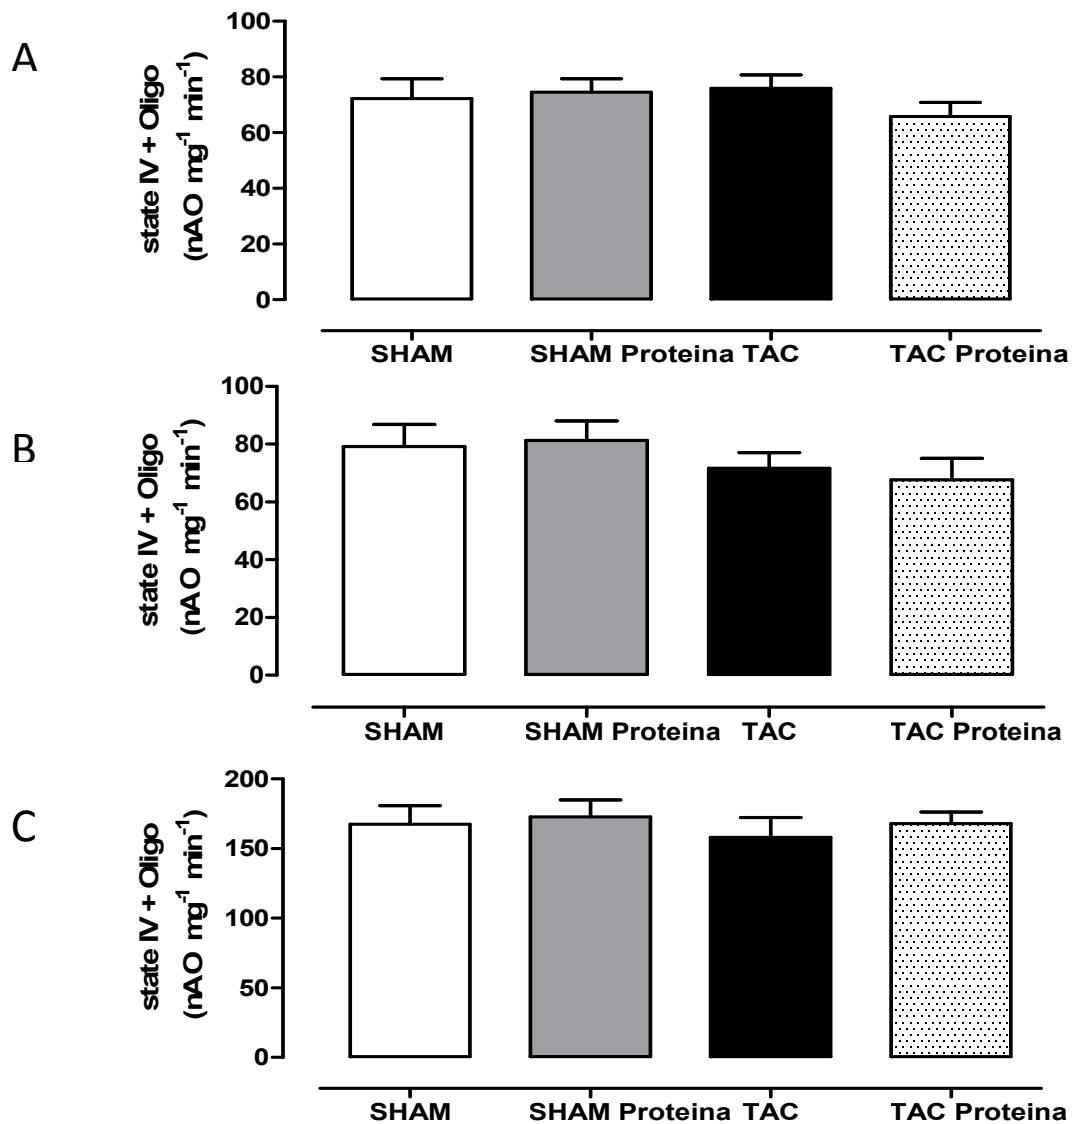 A
state IV + Oligo
(nAO mg-1 min-1)
100
80
60
40
20
0
SHAM SHAM Proteina TAC TAC Proteina
B
state IV + Oligo
(nAO mg-1 min-1)
100
80
60
40
20
0
SHAM SHAM Proteina TAC TAC Proteina
C
state IV + Oligo
(nAO mg-1 min-1)
200
150
100
50
0
SHAM SHAM Proteina TAC TAC Proteina